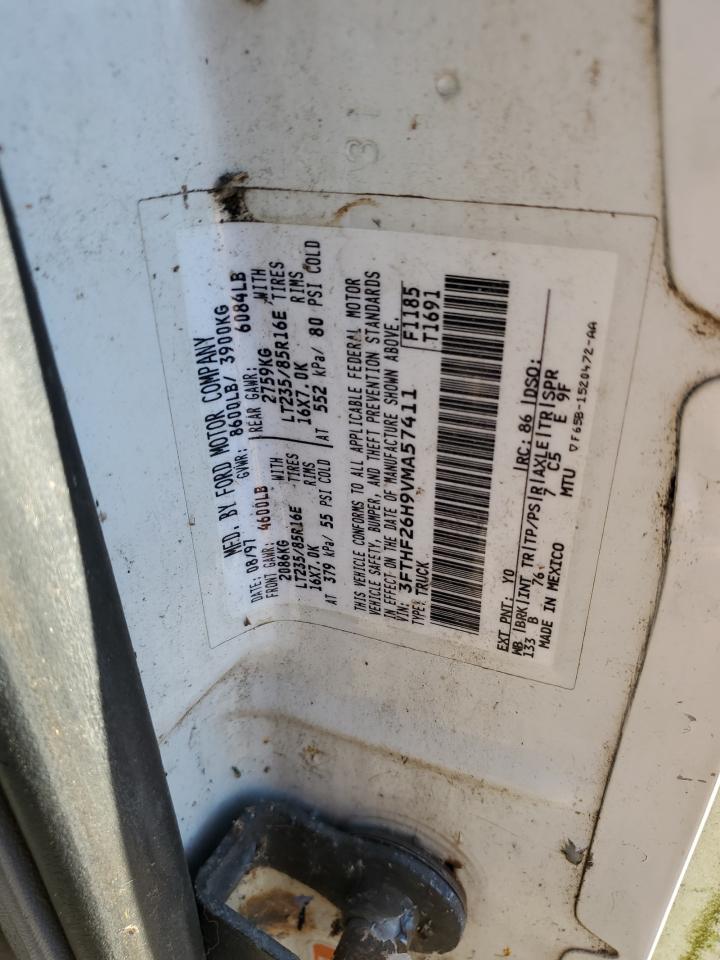 MFD. BY FORD MOTOR COMPANY
DATE: 08/97 GVWR: 8600LB/ 3900KG
FRONT GAWR: 4600LB REAR GAWR: 6084LB
2086KG WITH 2759KG WITH
LT235/85R16E TIRES LT235/85R16E TIRES
16X7.0K RIMS 16X7.0K RIMS
AT 379 kPa/ 55 PSI COLD AT 552 kPa/ 80 PSI COLD
THIS VEHICLE CONFORMS TO ALL APPLICABLE FEDERAL MOTOR
VEHICLE SAFETY, BUMPER, AND THEFT PREVENTION STANDARDS
IN EFFECT ON THE DATE OF MANUFACTURE SHOWN ABOVE.
VIN: 3FTHF26H9VMA57411 F1185
TYPE: TRUCK T1691
EXT PNT: YO RC: 86 DSO:
WB BRK INT TR TP/PS R AXLE TR SPR
133 B 76 7 C5 E 9F
MADE IN MEXICO MTU F65B-1520472-AA